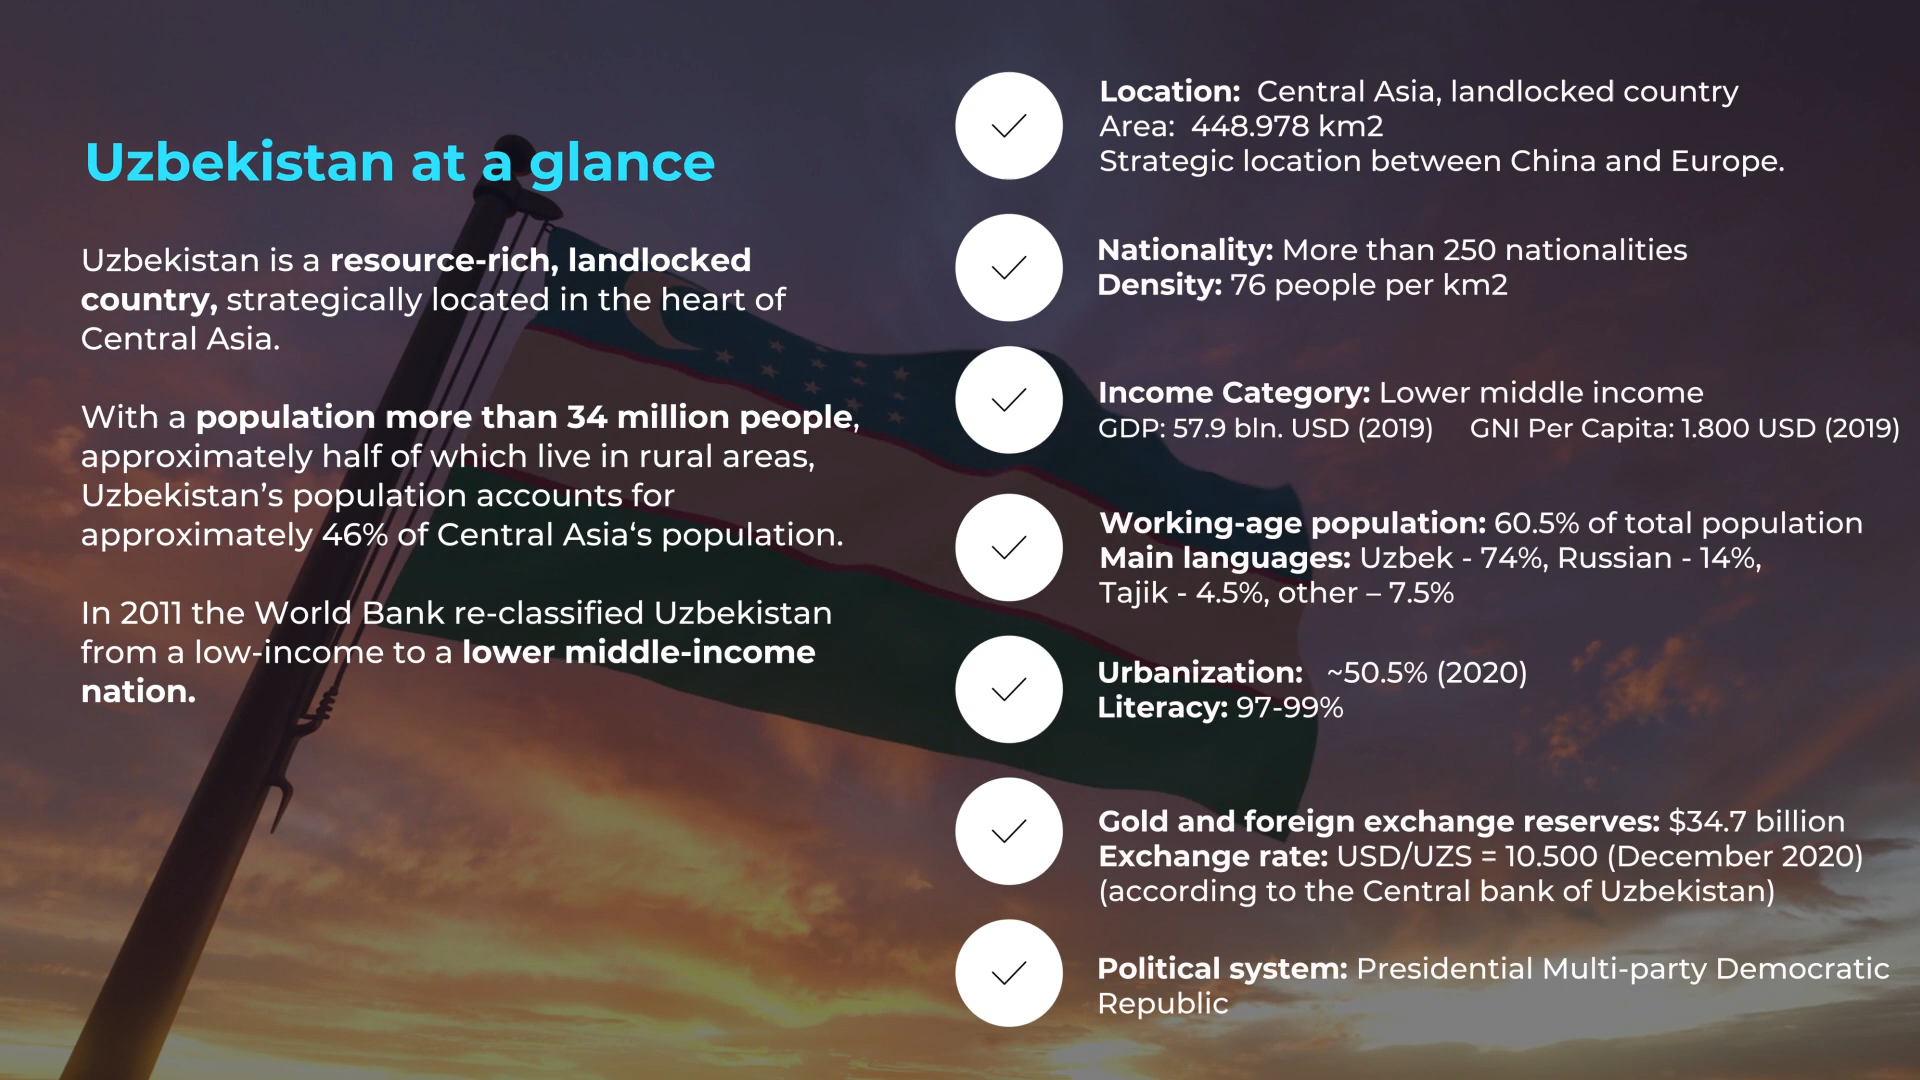 Uzbekistan at a glance
Uzbekistan is a resource-rich, landlocked
country, strategically located in the heart of
Central Asia.
With a population more than 34 million people,
approximately half of which live in rural areas,
Uzbekistan’s population accounts for
approximately 46% of Central Asia‘s population.
In 2011 the World Bank re-classified Uzbekistan
from a low-income to a lower middle-income
nation.
Location: Central Asia, landlocked country
Area: 448.978 km2
Strategic location between China and Europe.
Nationality: More than 250 nationalities
Density: 76 people per km2
Income Category: Lower middle income
GDP: 57.9 bln. USD (2019) GNI Per Capita: 1.800 USD (2019)
Working-age population: 60.5% of total population
Main languages: Uzbek - 74%, Russian - 14%,
Tajik - 4.5%, other – 7.5%
Urbanization: ~50.5% (2020)
Literacy: 97-99%
Gold and foreign exchange reserves: $34.7 billion
Exchange rate: USD/UZS = 10.500 (December 2020)
(according to the Central bank of Uzbekistan)
Political system: Presidential Multi-party Democratic
Republic